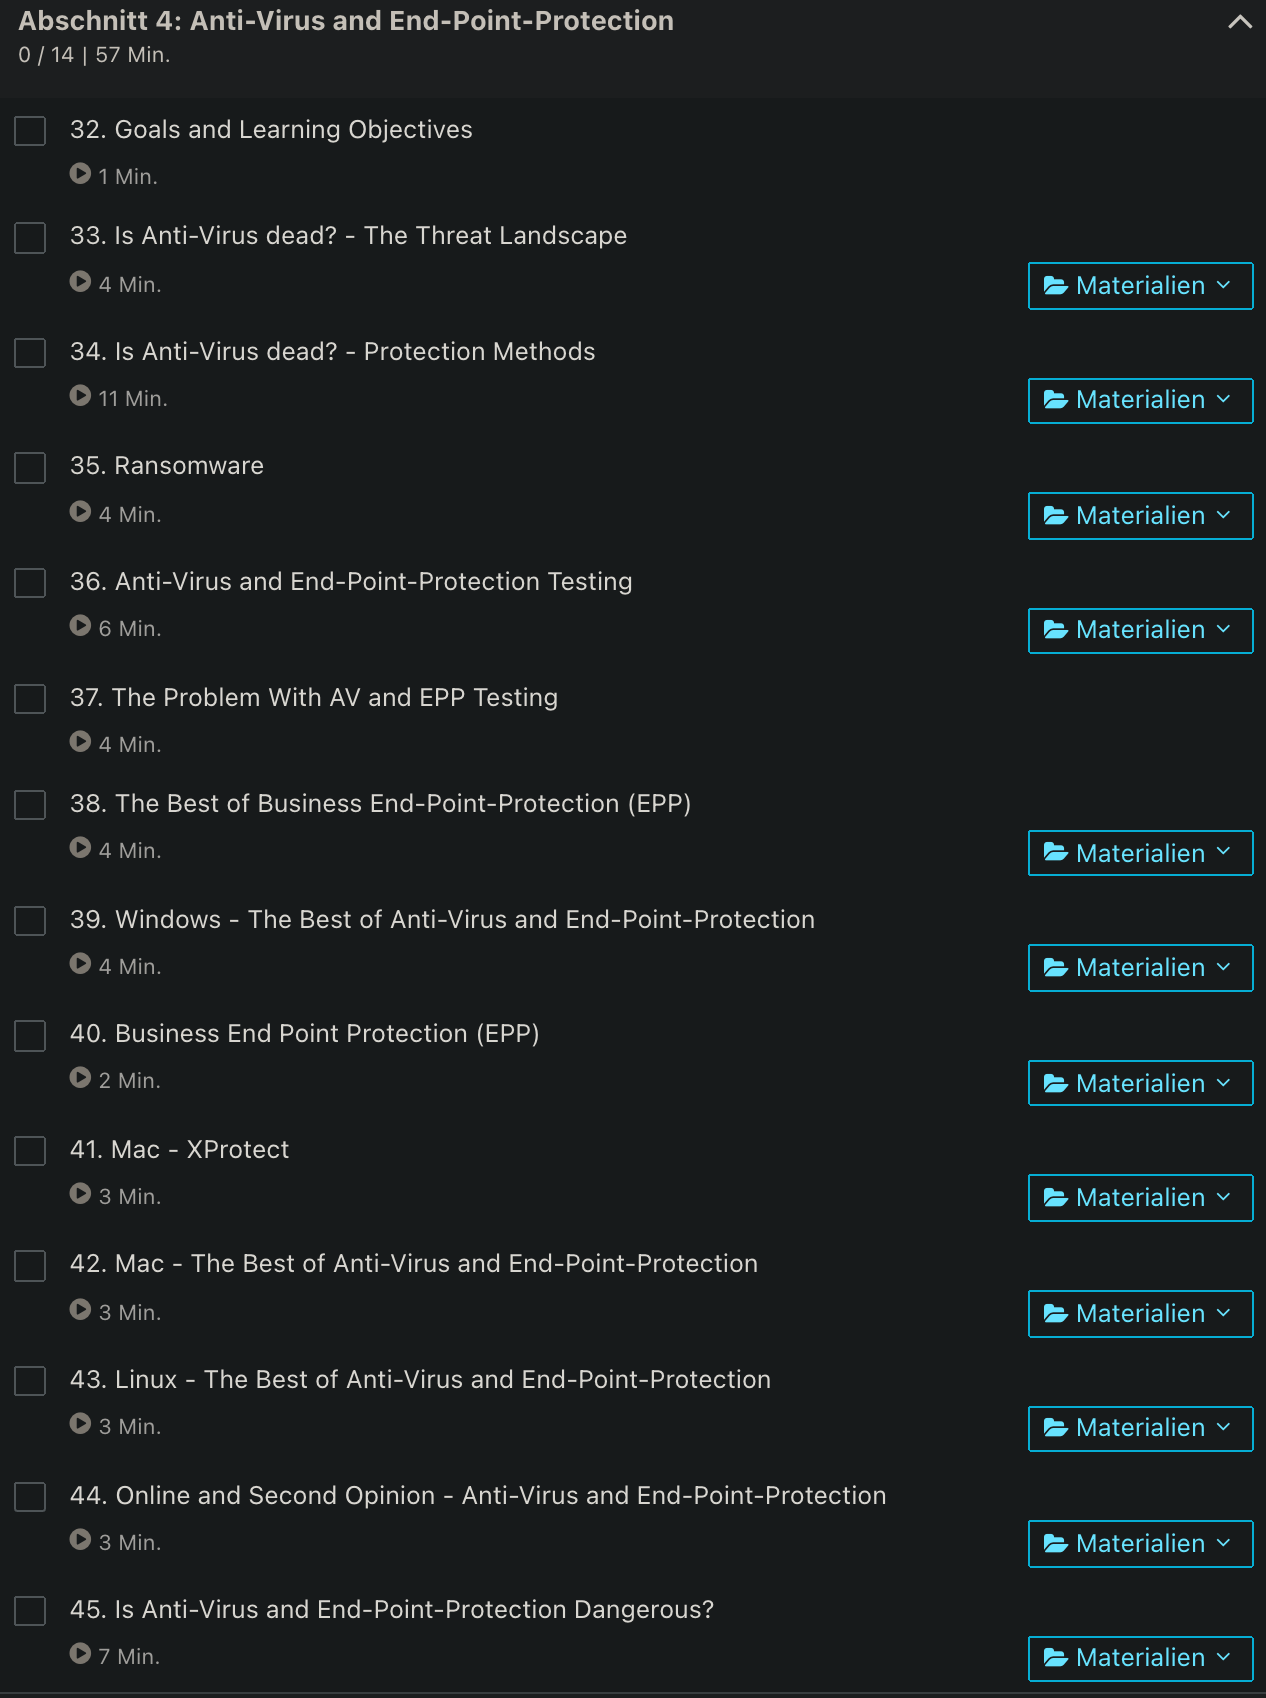 Abschnitt 4: Anti-Virus and End-Point-Protection
0 / 14 | 57 Min.
32. Goals and Learning Objectives
1 Min.
33. Is Anti-Virus dead? - The Threat Landscape
4 Min.
Materialien
34. Is Anti-Virus dead? - Protection Methods
11 Min.
Materialien
35. Ransomware
4 Min.
Materialien
36. Anti-Virus and End-Point-Protection Testing
6 Min.
Materialien
37. The Problem With AV and EPP Testing
4 Min.
38. The Best of Business End-Point-Protection (EPP)
4 Min.
Materialien
39. Windows - The Best of Anti-Virus and End-Point-Protection
4 Min.
Materialien
40. Business End Point Protection (EPP)
2 Min.
Materialien
41. Mac - XProtect
3 Min.
Materialien
42. Mac - The Best of Anti-Virus and End-Point-Protection
3 Min.
Materialien
43. Linux - The Best of Anti-Virus and End-Point-Protection
3 Min.
Materialien
44. Online and Second Opinion - Anti-Virus and End-Point-Protection
3 Min.
Materialien
45. Is Anti-Virus and End-Point-Protection Dangerous?
7 Min.
Materialien